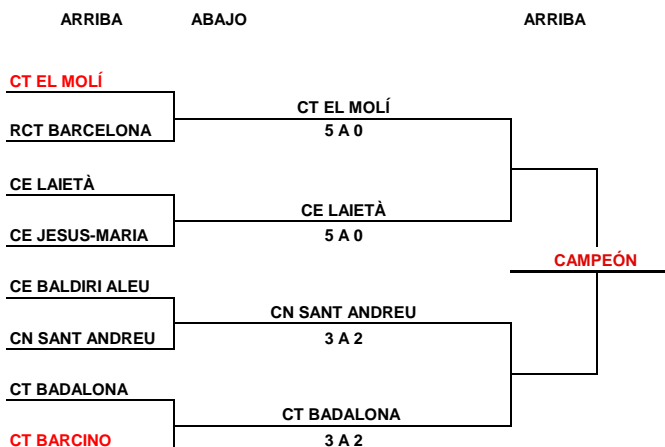 ARRIBA ABAJO ARRIBA
CT EL MOLÍ
CT EL MOLÍ
RCT BARCELONA 5 A 0
CE LAIETÀ
CE LAIETÀ
CE JESUS-MARIA 5 A 0
CAMPEÓN
CE BALDIRI ALEU
CN SANT ANDREU
CN SANT ANDREU 3 A 2
CT BADALONA
CT BADALONA
CT BARCINO 3 A 2